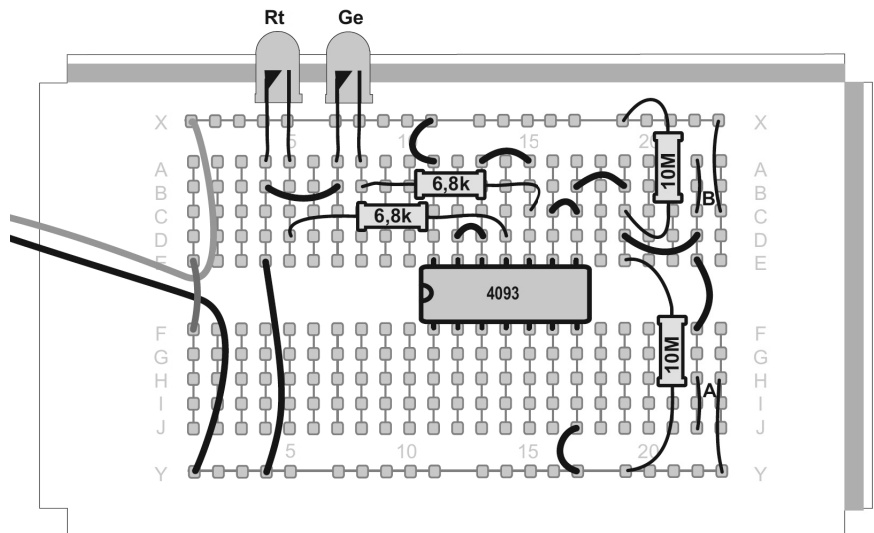 Rt Ge
X X
5 10 15 20
A A
B B
C C
D D
E E
6,8k
6,8k
10M
B
4093
F F
G G
H H
I I
J J
10M
A
5 10 15 20
Y Y